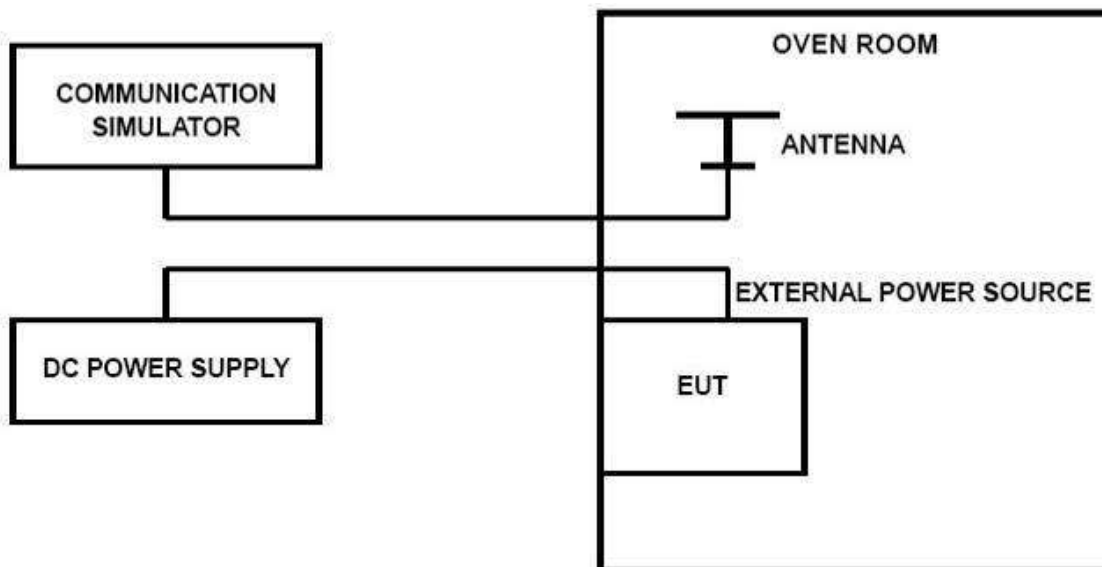 OVEN ROOM
COMMUNICATION
SIMULATOR
ANTENNA
EXTERNAL POWER SOURCE
DC POWER SUPPLY
EUT